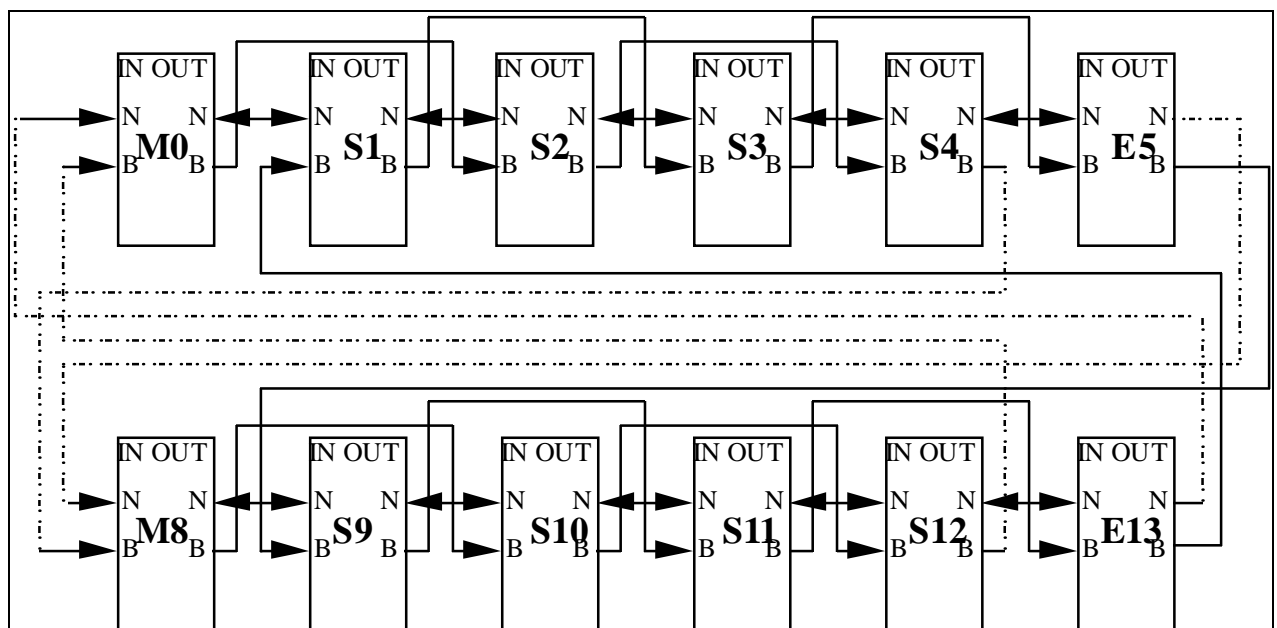 IN OUT IN OUT IN OUT IN OUT IN OUT IN OUT
N N N N N N N N N N N N
M0 S1 S2 S3 S4 E5
B B B B B B B B B B B B
IN OUT IN OUT IN OUT IN OUT IN OUT IN OUT
N N N N N N N N N N N N
M8 S9 S10 S11 S12 E13
B B B B B B B B B B B B